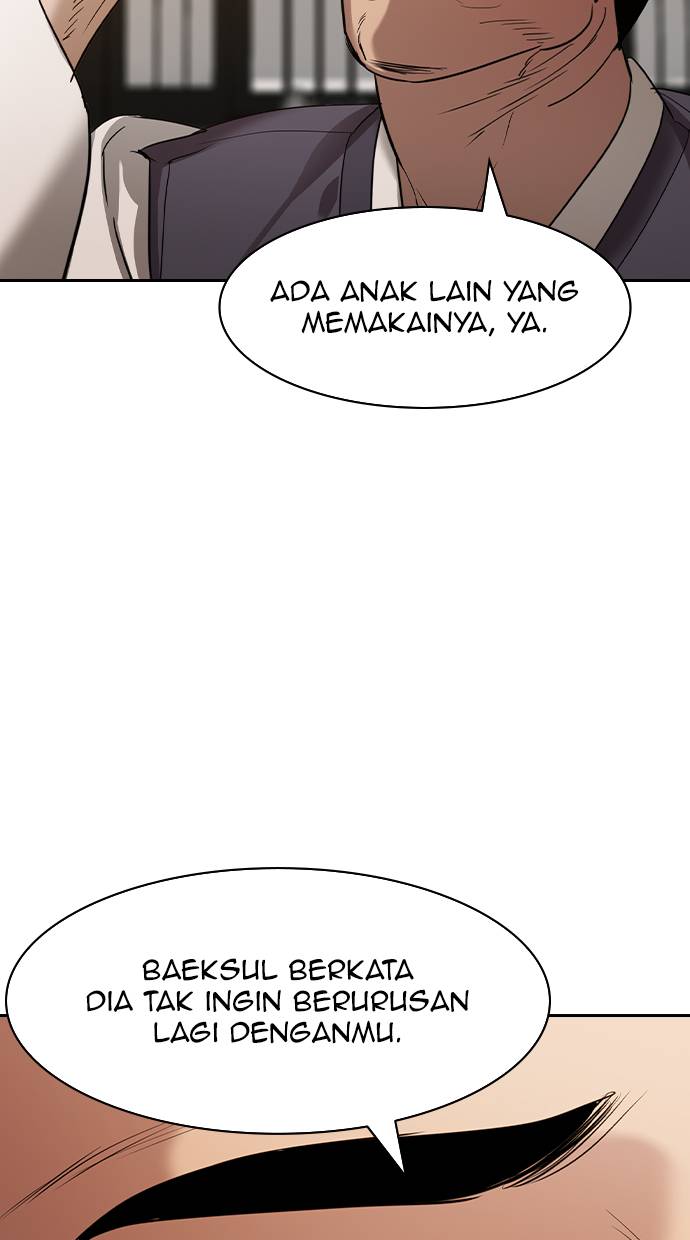 ADA ANAK LAIN YANG
MEMAKAINYA, YA.
BAEKSUL BERKATA
DIA TAK INGIN BERURUSAN
LAGI DENGANMU.